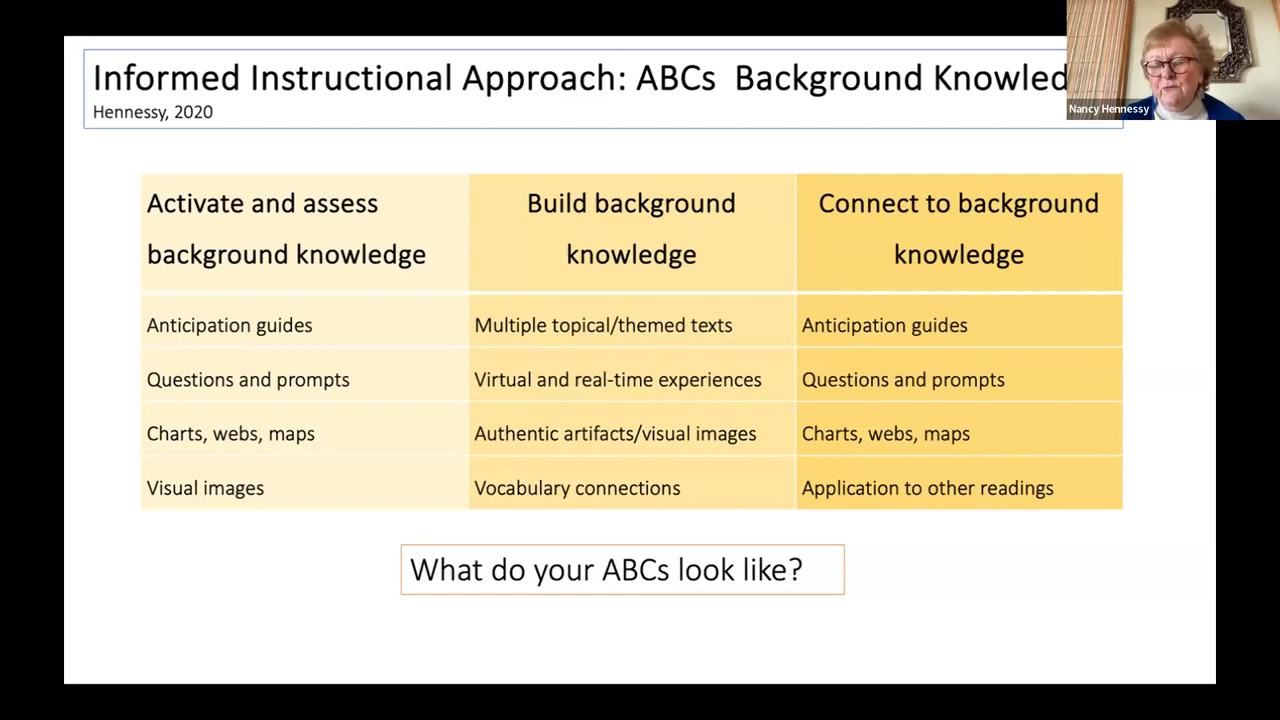 Informed Instructional Approach: ABCs Background Knowled
Hennessy, 2020
Nancy Hennessy
Activate and assess
background knowledge
Build background
knowledge
Connect to background
knowledge
Anticipation guides
Multiple topical/themed texts
Anticipation guides
Questions and prompts
Virtual and real-time experiences
Questions and prompts
Charts, webs, maps
Authentic artifacts/visual images
Charts, webs, maps
Visual images
Vocabulary connections
Application to other readings
What do your ABCs look like?